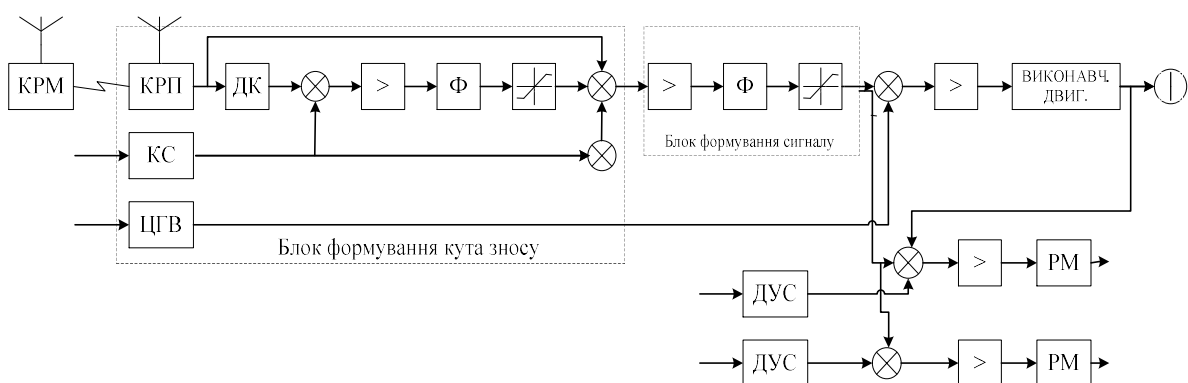 КРМ
КРП
ДК
>
Ф
>
Ф
>
ВИКОНАВЧ.
ДВИГ.
КС
Блок формування сигналу
ЦГВ
Блок формування кута зносу
>
РМ
ДУС
ДУС
>
РМ